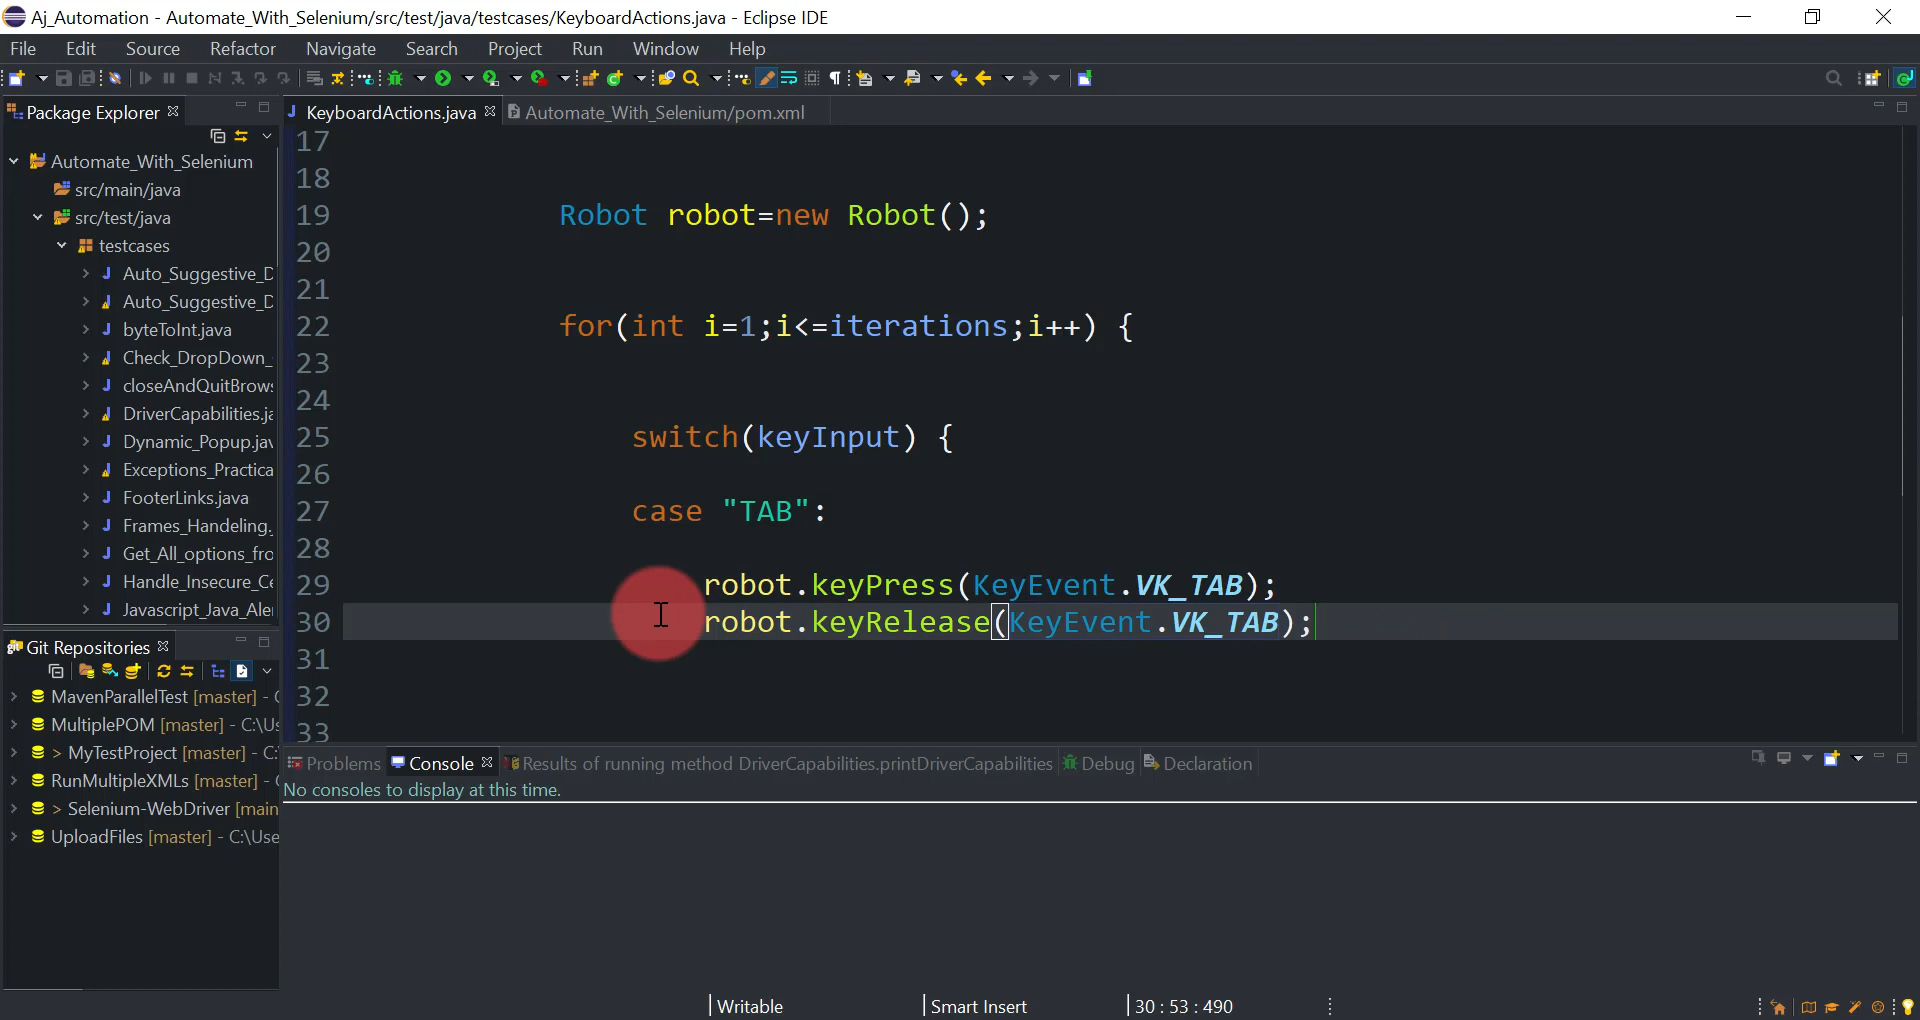 Aj_Automation - Automate_With_Selenium/src/test/java/testcases/KeyboardActions.java - Eclipse IDE
File Edit Source Refactor Navigate Search Project Run Window Help
Package Explorer
KeyboardActions.java Automate_With_Selenium/pom.xml
Automate_With_Selenium
src/main/java
src/test/java
testcases
Auto_Suggestive_D
Auto_Suggestive_D
byteToInt.java
Check_DropDown_
closeAndQuitBrows
DriverCapabilities.ja
Dynamic_Popup.jav
Exceptions_Practica
FooterLinks.java
Frames_Handeling.
Get_All_options_fro
Handle_Insecure_Ce
Javascript_Java_Aler
17
18
19 Robot robot=new Robot();
20
21
22 for(int i=1;i<=iterations;i++) {
23
24
25 switch(keyInput) {
26
27 case "TAB":
28
29 robot.keyPress(KeyEvent.VK_TAB);
30 robot.keyRelease(KeyEvent.VK_TAB);
31
32
33
Git Repositories
MavenParallelTest [master] - C
MultiplePOM [master] - C:\Us
> MyTestProject [master] - C:
RunMultipleXMLs [master] - C
> Selenium-WebDriver [main
UploadFiles [master] - C:\Use
Problems Console Results of running method DriverCapabilities.printDriverCapabilities Debug Declaration
No consoles to display at this time.
Writable Smart Insert 30 : 53 : 490